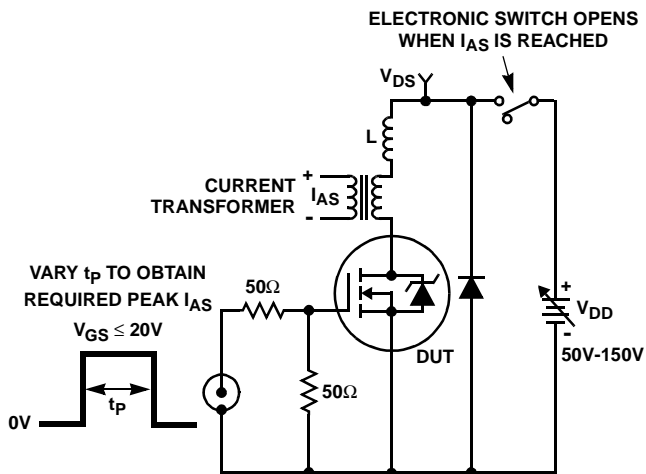 ELECTRONIC SWITCH OPENS
WHEN IAS IS REACHED
VDS
L
+
CURRENT
TRANSFORMER
IAS
-
VARY tP TO OBTAIN
REQUIRED PEAK IAS
50Ω
VGS ≤ 20V
DUT
+
VDD
-
50V-150V
0V
tP
50Ω